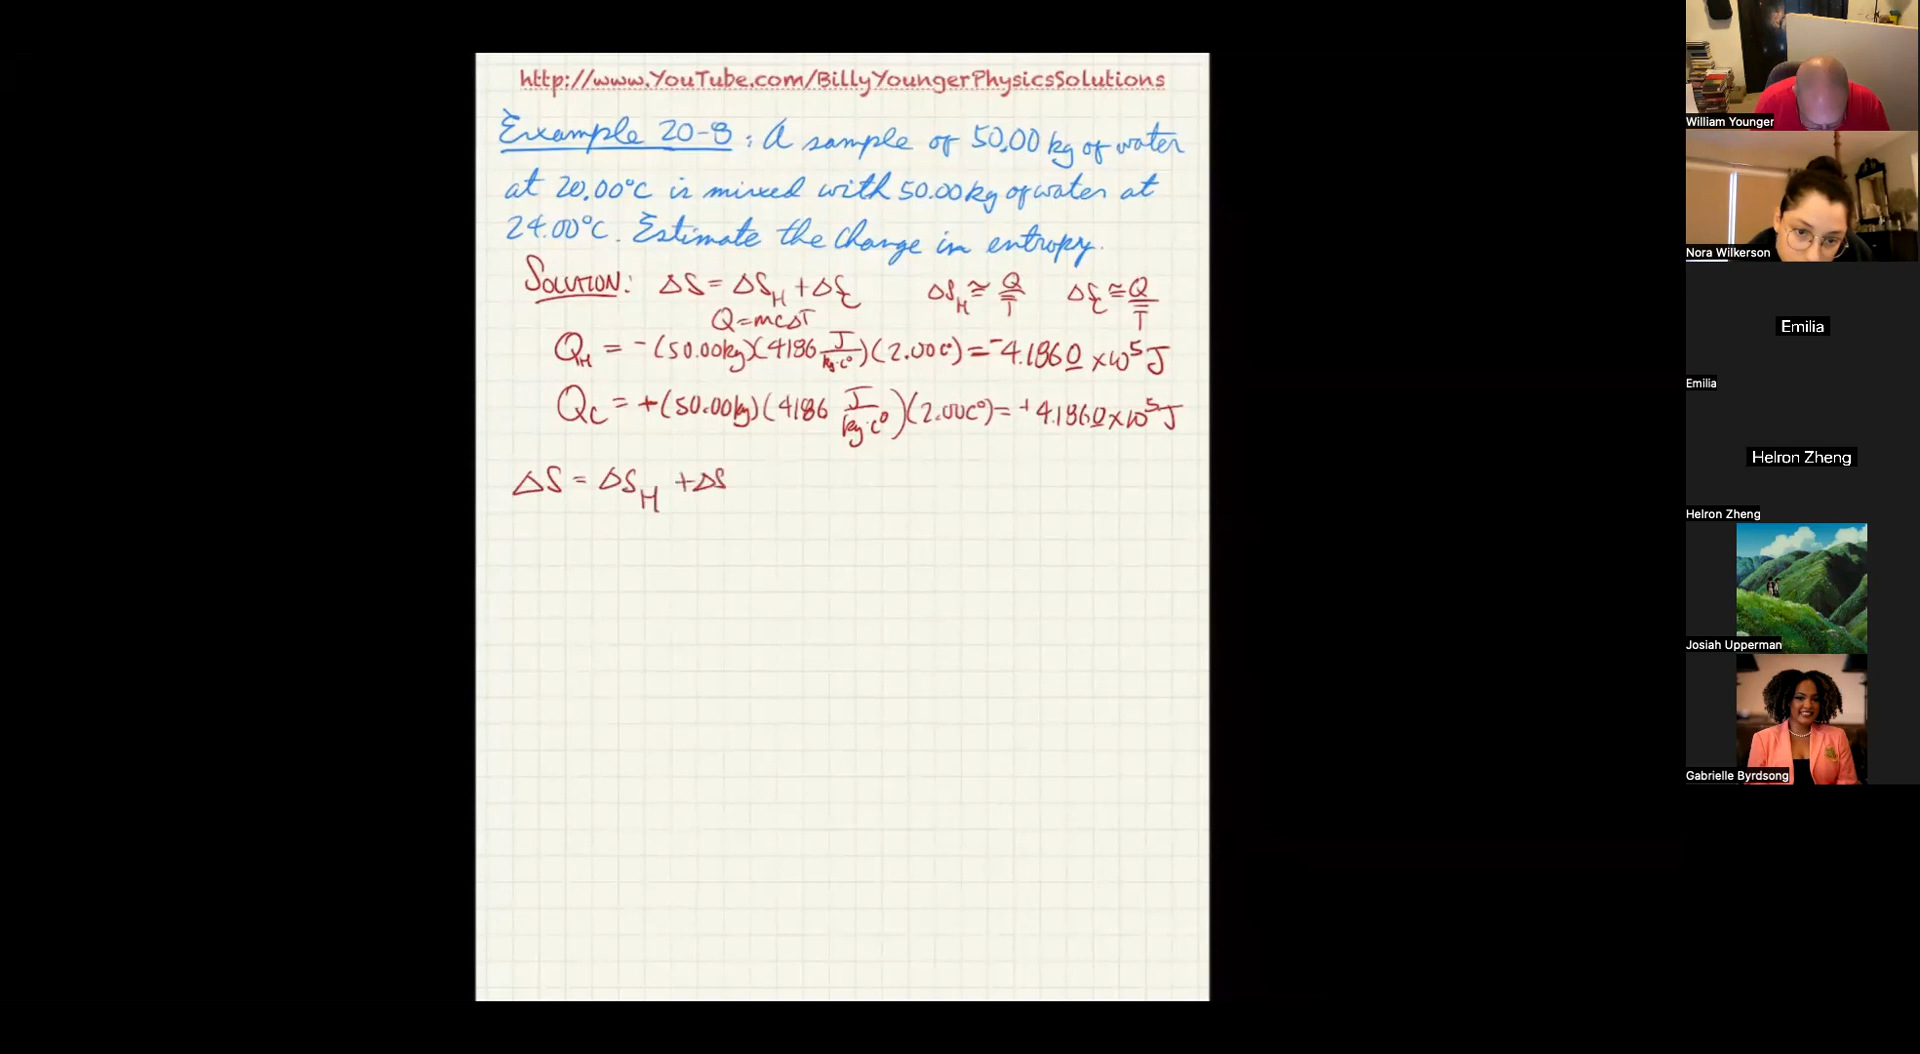 http://www.YouTube.com/BillyYoungerPhysicsSolutions
Example 20-8: A sample of 50.00 kg of water
at 20.00°C is mixed with 50.00 kg of water at
24.00°C. Estimate the change in entropy.
SOLUTION: ΔS = ΔS_H + ΔS_C ΔS_H ≅ Q/T̿ ΔS_C ≅ Q/T̿
Q = mcΔT
Q_H = -(50.00kg)(4186 J/kg·C°)(2.00C°) = -4.1860 x10⁵ J
Q_C = +(50.00kg)(4186 J/kg·C°)(2.00C°) = +4.1860 x10⁵ J
ΔS = ΔS_H + ΔS
William Younger
Nora Wilkerson
Emilia
Emilia
Helron Zheng
Helron Zheng
Josiah Upperman
Gabrielle Byrdsong